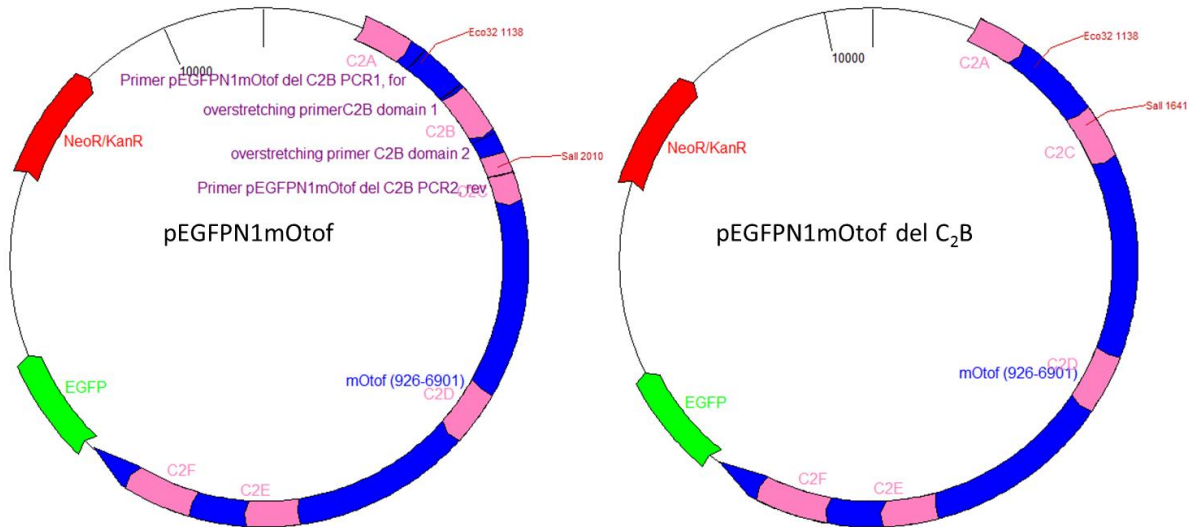 Eco32 1138
C2A
10000
Primer pEGFPN1mOtof del C2B PCR1, for
overstretching primerC2B domain 1
C2B
NeoR/KanR
overstretching primer C2B domain 2
SalI 2010
Primer pEGFPN1mOtof del C2B PCR2, rev
C2C
pEGFPN1mOtof
mOtof (926-6901)
C2D
EGFP
C2F
C2E
Eco32 1138
C2A
10000
SalI 1641
NeoR/KanR
C2C
pEGFPN1mOtof del C₂B
C2D
mOtof (926-6901)
EGFP
C2F
C2E